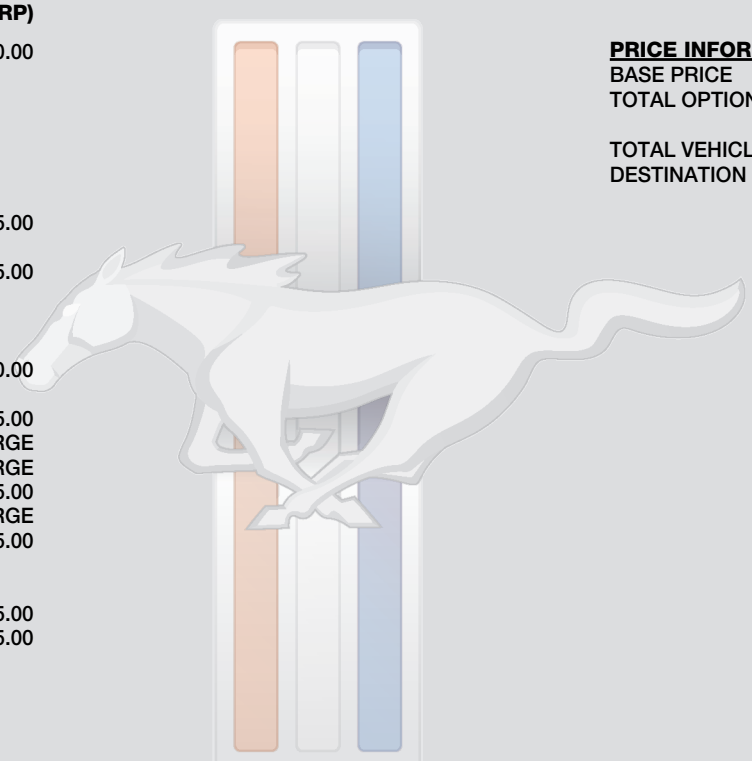 RP)
0.00
5.00
5.00
0.00
5.00
RGE
RGE
5.00
RGE
5.00
5.00
5.00
PRICE INFOR
BASE PRICE
TOTAL OPTION
TOTAL VEHICL
DESTINATION